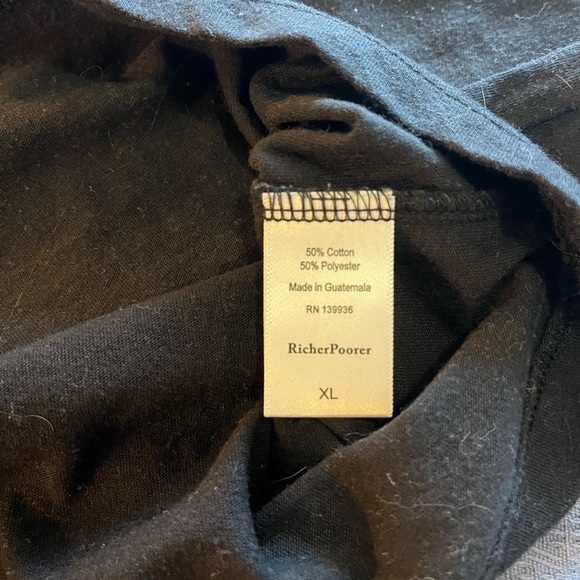 50% Cotton
50% Polyester
Made in Guatemala
RN 139936
RicherPoorer
XL